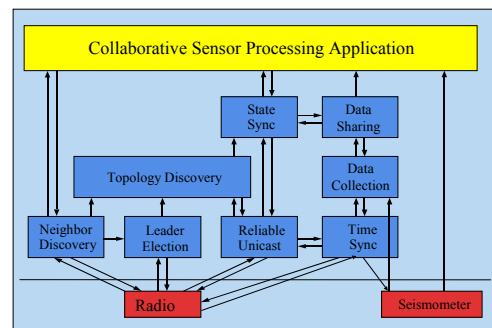 Collaborative Sensor Processing Application
State
Sync
Data
Sharing
Topology Discovery
Data
Collection
Neighbor
Discovery
Leader
Election
Reliable
Unicast
Time
Sync
Radio
Seismometer